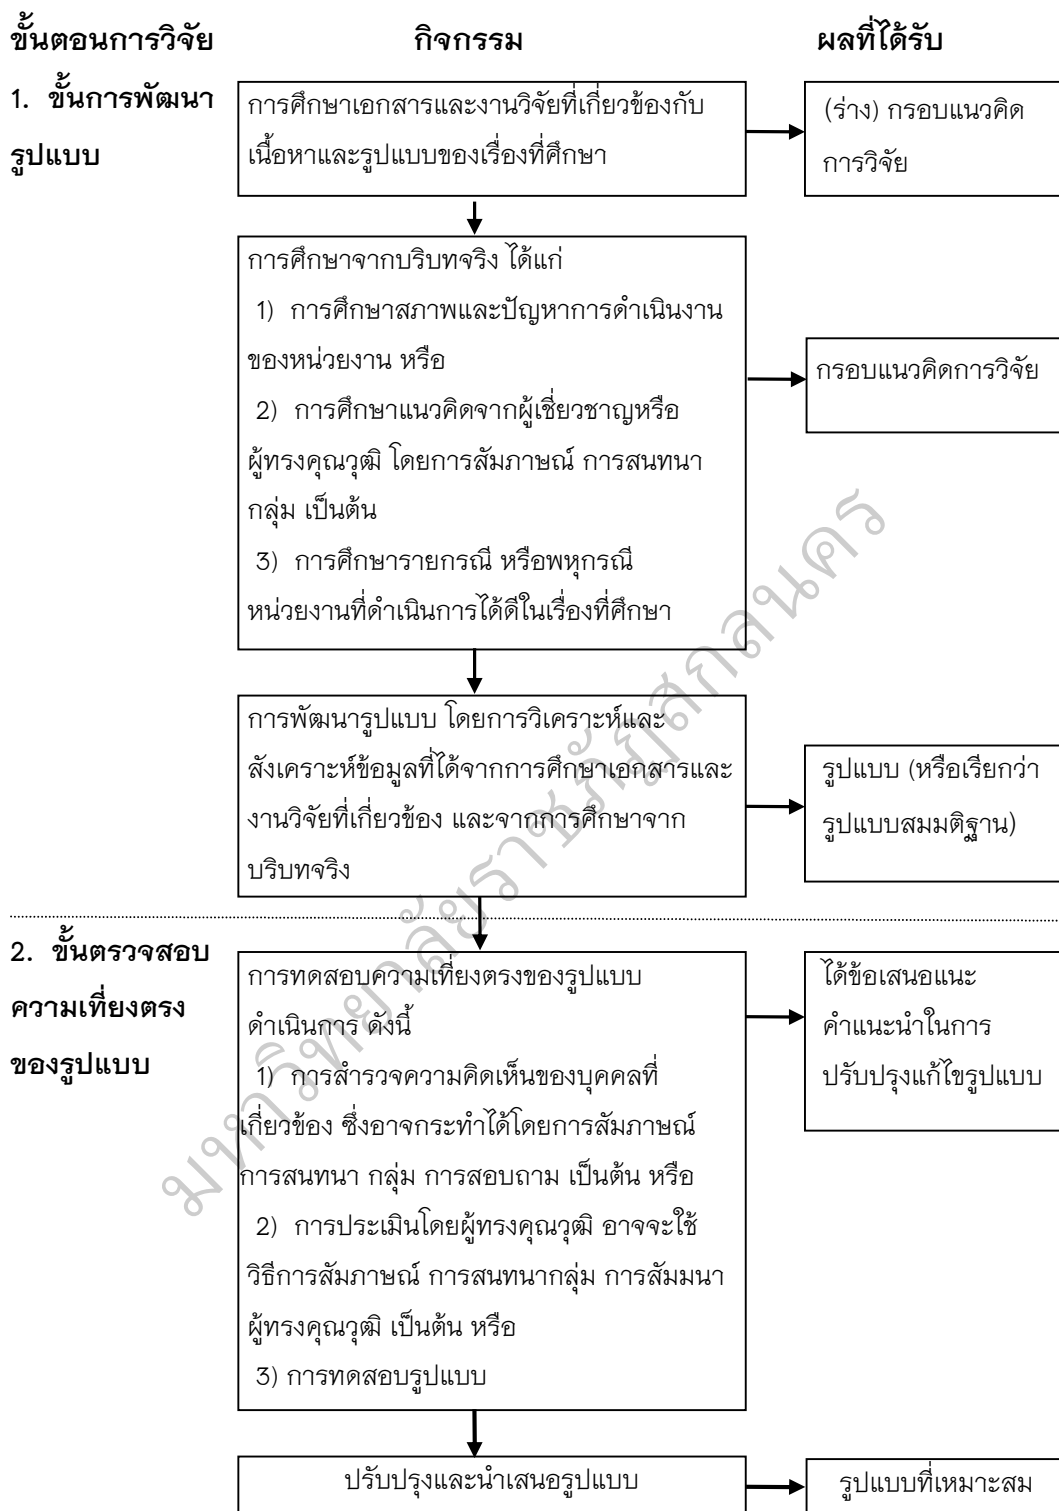 ขั้นตอนการวิจัย กิจกรรม ผลที่ได้รับ
1. ขั้นการพัฒนา
รูปแบบ
การศึกษาเอกสารและงานวิจัยที่เกี่ยวข้องกับ
เนื้อหาและรูปแบบของเรื่องที่ศึกษา
(ร่าง) กรอบแนวคิด
การวิจัย
การศึกษาจากบริบทจริง ได้แก่
1) การศึกษาสภาพและปัญหาการดำเนินงาน
ของหน่วยงาน หรือ
2) การศึกษาแนวคิดจากผู้เชี่ยวชาญหรือ
ผู้ทรงคุณวุฒิ โดยการสัมภาษณ์ การสนทนา
กลุ่ม เป็นต้น
3) การศึกษารายกรณี หรือพหุกรณี
หน่วยงานที่ดำเนินการได้ดีในเรื่องที่ศึกษา
กรอบแนวคิดการวิจัย
การพัฒนารูปแบบ โดยการวิเคราะห์และ
สังเคราะห์ข้อมูลที่ได้จากการศึกษาเอกสารและ
งานวิจัยที่เกี่ยวข้อง และจากการศึกษาจาก
บริบทจริง
รูปแบบ (หรือเรียกว่า
รูปแบบสมมติฐาน)
2. ขั้นตรวจสอบ
ความเที่ยงตรง
ของรูปแบบ
การทดสอบความเที่ยงตรงของรูปแบบ
ดำเนินการ ดังนี้
1) การสำรวจความคิดเห็นของบุคคลที่
เกี่ยวข้อง ซึ่งอาจกระทำได้โดยการสัมภาษณ์
การสนทนา กลุ่ม การสอบถาม เป็นต้น หรือ
2) การประเมินโดยผู้ทรงคุณวุฒิ อาจจะใช้
วิธีการสัมภาษณ์ การสนทนากลุ่ม การสัมมนา
ผู้ทรงคุณวุฒิ เป็นต้น หรือ
3) การทดสอบรูปแบบ
ได้ข้อเสนอแนะ
คำแนะนำในการ
ปรับปรุงแก้ไขรูปแบบ
ปรับปรุงและนำเสนอรูปแบบ
รูปแบบที่เหมาะสม
มหาวิทยาลัยราชภัฏสกลนคร